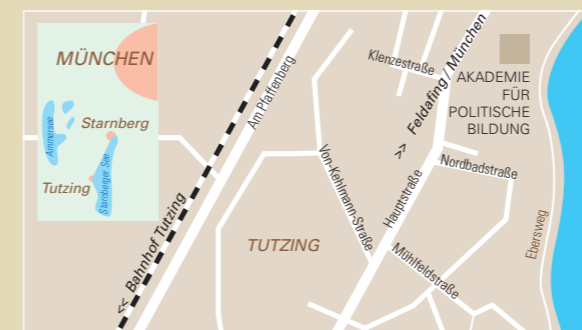 MÜNCHEN
Ammersee
Starnberg
Tutzing
Starnberger See
<< Bahnhof Tutzing
Am Pfaffenberg
TUTZING
Von-Kehlmann-Straße
Klenzestraße
>> Feldafing / München
Hauptstraße
Mühlfeldstraße
Nordbadstraße
AKADEMIE
FÜR
POLITISCHE
BILDUNG
Ebersweg